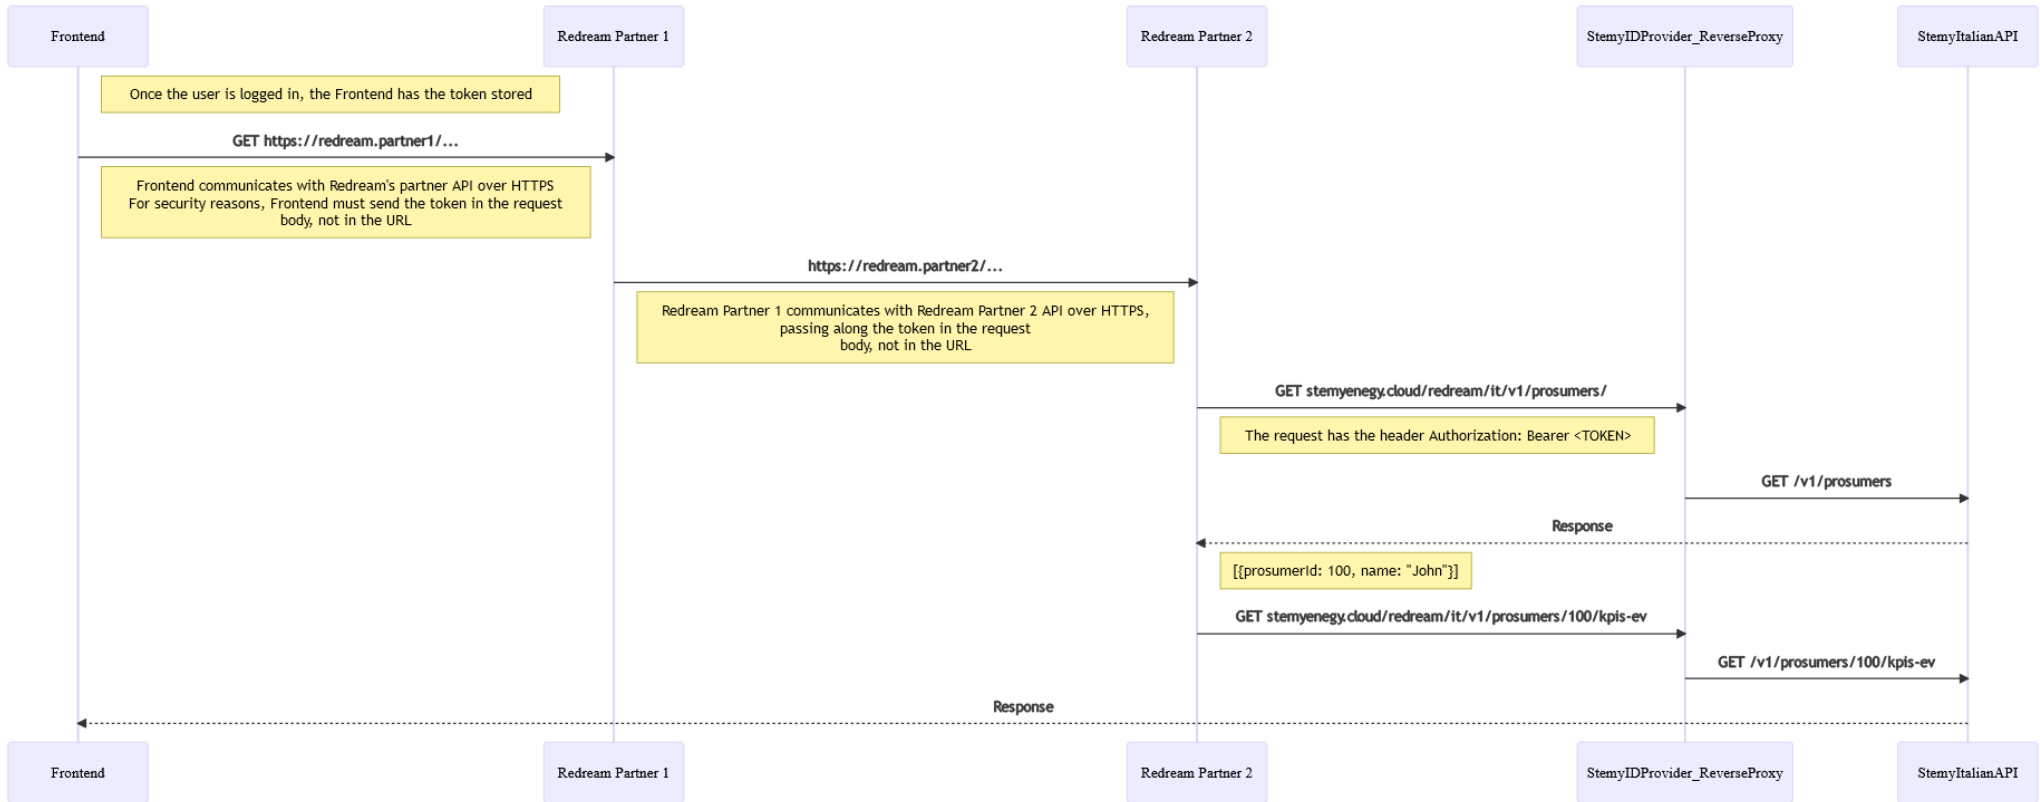 Frontend
Redream Partner 1
Redream Partner 2
StemyIDProvider_ReverseProxy
StemyItalianAPI
Once the user is logged in, the Frontend has the token stored
GET https://redream.partner1/...
Frontend communicates with Redream's partner API over HTTPS
For security reasons, Frontend must send the token in the request
body, not in the URL
https://redream.partner2/...
Redream Partner 1 communicates with Redream Partner 2 API over HTTPS,
passing along the token in the request
body, not in the URL
GET stemyenegy.cloud/redream/it/v1/prosumers/
The request has the header Authorization: Bearer <TOKEN>
GET /v1/prosumers
Response
[{prosumerId: 100, name: "John"}]
GET stemyenegy.cloud/redream/it/v1/prosumers/100/kpis-ev
GET /v1/prosumers/100/kpis-ev
Response
Frontend
Redream Partner 1
Redream Partner 2
StemyIDProvider_ReverseProxy
StemyItalianAPI